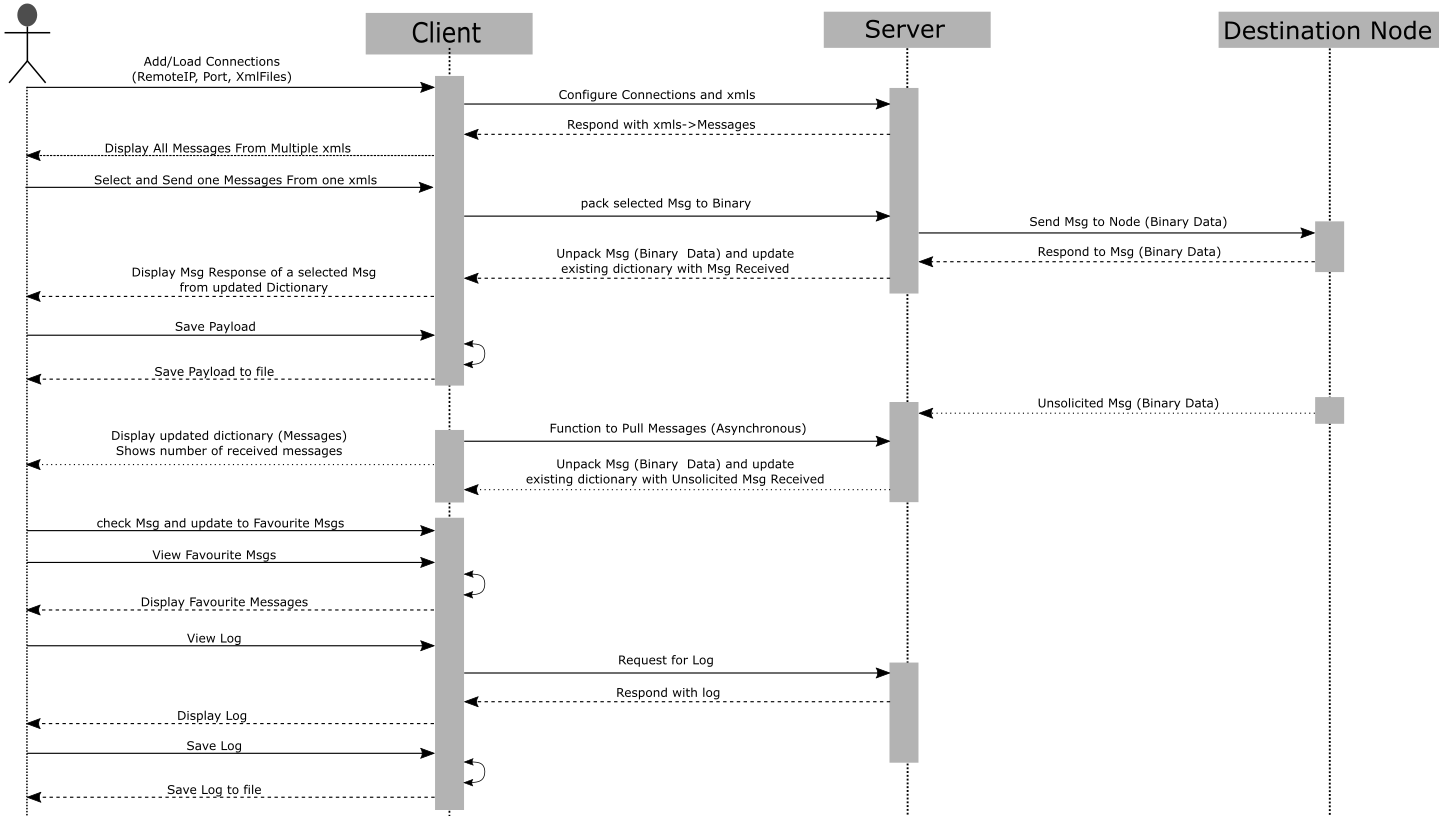 Client
Server
Destination Node
Add/Load Connections
(RemoteIP, Port, XmlFiles)
Configure Connections and xmls
Respond with xmls->Messages
Display All Messages From Multiple xmls
Select and Send one Messages From one xmls
pack selected Msg to Binary
Send Msg to Node (Binary Data)
Respond to Msg (Binary Data)
Unpack Msg (Binary  Data) and update
existing dictionary with Msg Received
Display Msg Response of a selected Msg
from updated Dictionary
Save Payload
Save Payload to file
Unsolicited Msg (Binary Data)
Function to Pull Messages (Asynchronous)
Display updated dictionary (Messages)
Shows number of received messages
Unpack Msg (Binary  Data) and update
existing dictionary with Unsolicited Msg Received
check Msg and update to Favourite Msgs
View Favourite Msgs
Display Favourite Messages
View Log
Request for Log
Respond with log
Display Log
Save Log
Save Log to file